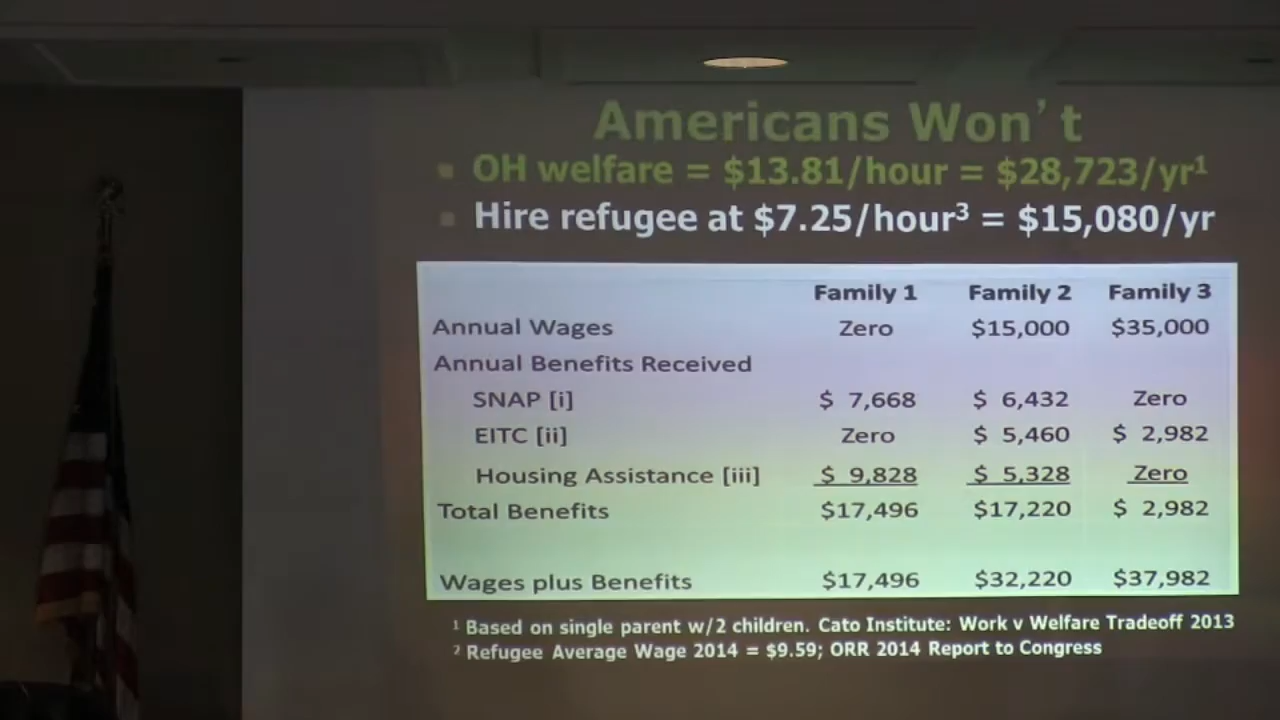 Americans Won't
▪ OH welfare = $13.81/hour = $28,723/yr¹
▪ Hire refugee at $7.25/hour³ = $15,080/yr
Family 1 Family 2 Family 3
Annual Wages Zero $15,000 $35,000
Annual Benefits Received
SNAP [i] $ 7,668 $ 6,432 Zero
EITC [ii] Zero $ 5,460 $ 2,982
Housing Assistance [iii] $ 9,828 $ 5,328 Zero
Total Benefits $17,496 $17,220 $ 2,982
Wages plus Benefits $17,496 $32,220 $37,982
¹ Based on single parent w/2 children. Cato Institute: Work v Welfare Tradeoff 2013
² Refugee Average Wage 2014 = $9.59; ORR 2014 Report to Congress